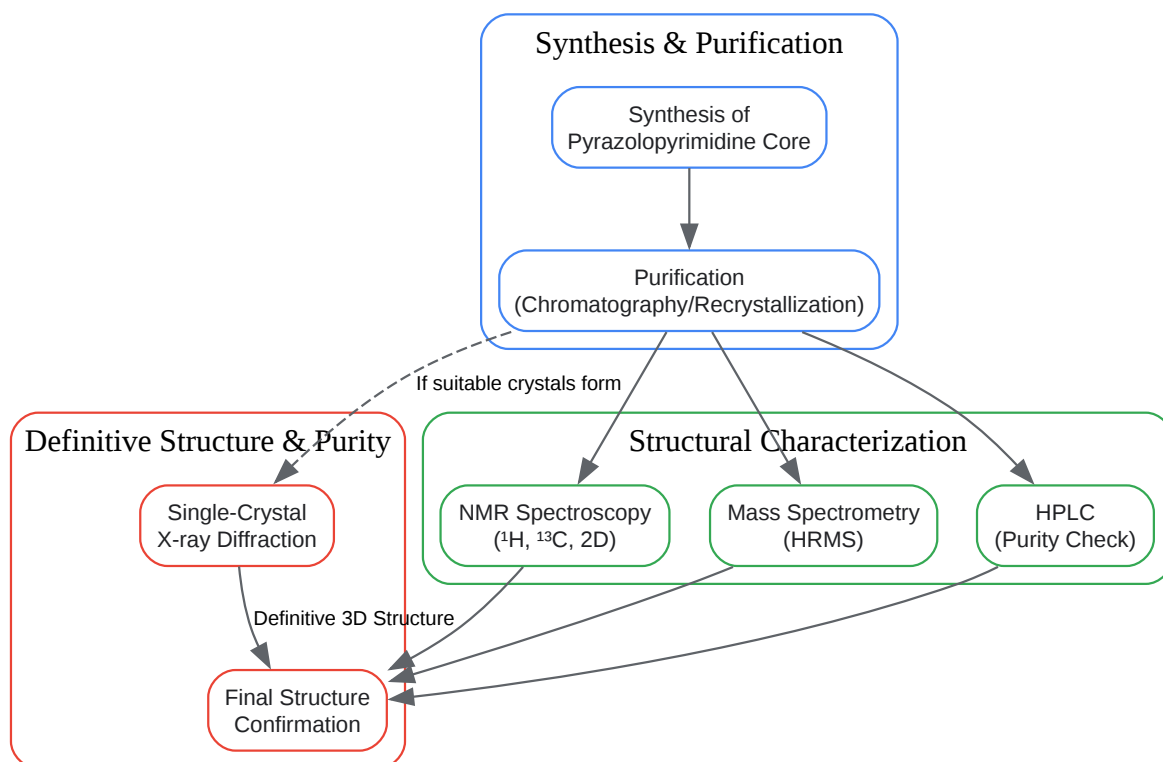 Synthesis & Purification
Synthesis of
Pyrazolopyrimidine Core
Purification
(Chromatography/Recrystallization)
If suitable crystals form
Definitive Structure & Purity
Structural Characterization
Single-Crystal
X-ray Diffraction
NMR Spectroscopy
(¹H, ¹³C, 2D)
Mass Spectrometry
(HRMS)
HPLC
(Purity Check)
Definitive 3D Structure
Final Structure
Confirmation